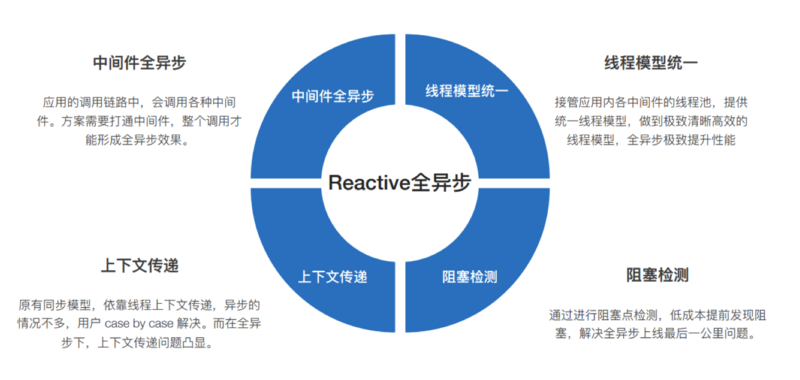 中间件全异步
应用的调用链路中，会调用各种中间
件。方案需要打通中间件，整个调用才
能形成全异步效果。
线程模型统一
接管应用内各中间件的线程池，提供
统一线程模型，做到极致清晰高效的
线程模型，全异步极致提升性能
中间件全异步
线程模型统一
Reactive全异步
上下文传递
阻塞检测
上下文传递
原有同步模型，依靠线程上下文传递，异步的
情况不多，用户 case by case 解决。而在全异
步下，上下文传递问题凸显。
阻塞检测
通过进行阻塞点检测，低成本提前发现阻
塞，解决全异步上线最后一公里问题。